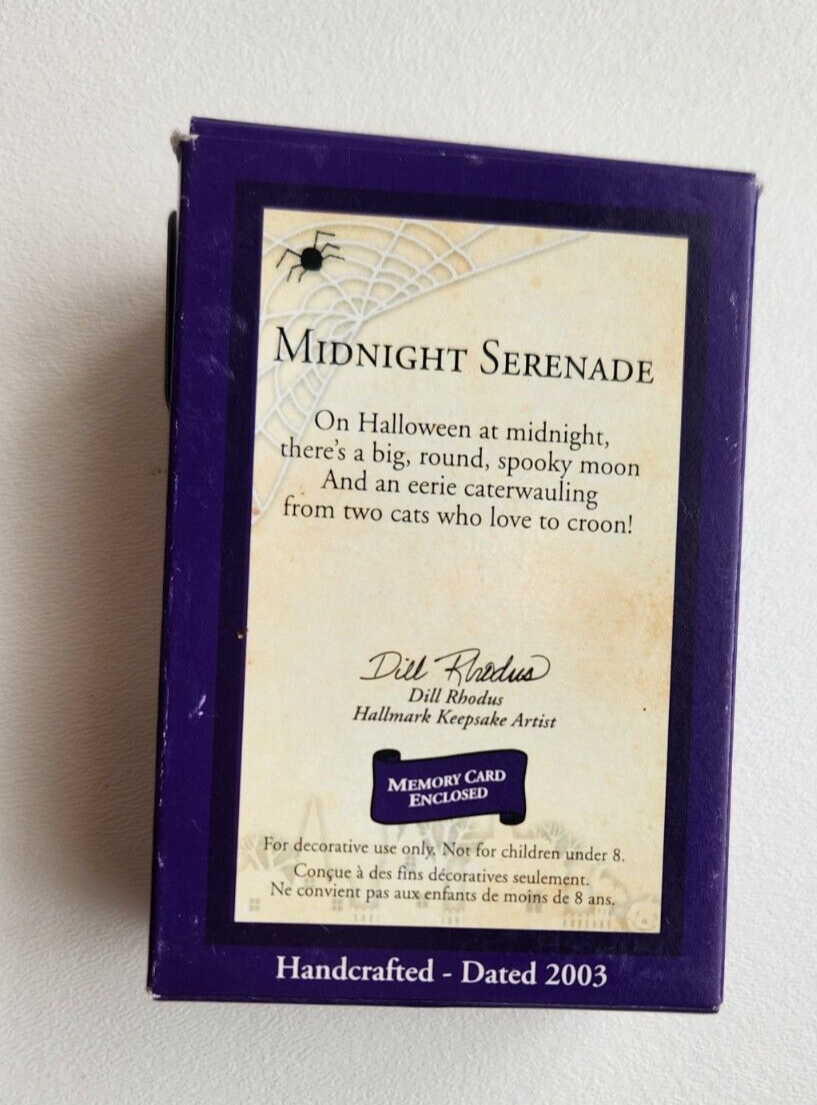 MIDNIGHT SERENADE
On Halloween at midnight,
there's a big, round, spooky moon
And an eerie caterwauling
from two cats who love to croon!
Dill Rhodus
Dill Rhodus
Hallmark Keepsake Artist
MEMORY CARD
ENCLOSED
For decorative use only. Not for children under 8.
Conçue à des fins décoratives seulement.
Ne convient pas aux enfants de moins de 8 ans.
Handcrafted - Dated 2003